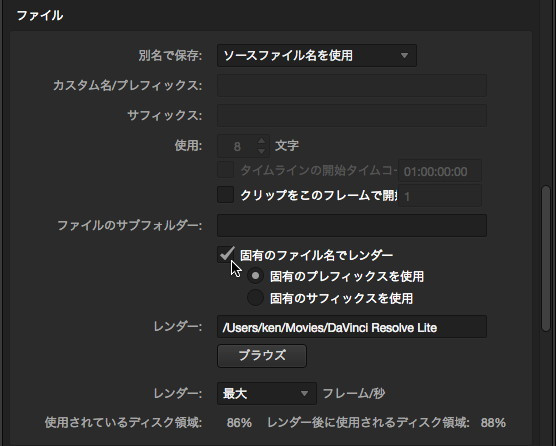 ファイル
別名で保存: ソースファイル名を使用
カスタム名/プレフィックス:
サフィックス:
使用: 8 文字
タイムラインの開始タイムコー 01:00:00:00
クリップをこのフレームで開始 1
ファイルのサブフォルダー:
固有のファイル名でレンダー
固有のプレフィックスを使用
固有のサフィックスを使用
レンダー: /Users/ken/Movies/DaVinci Resolve Lite
ブラウズ
レンダー: 最大 フレーム/秒
使用されているディスク領域: 86% レンダー後に使用されるディスク領域: 88%